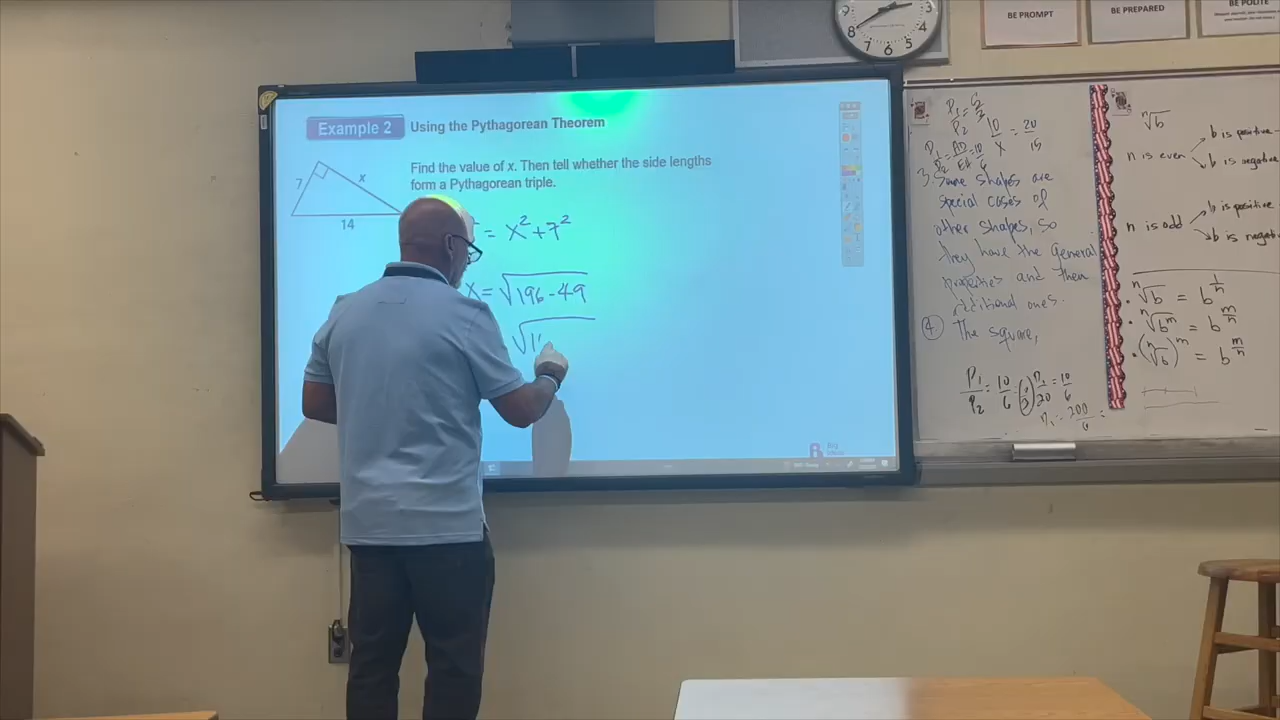 BE PROMPT
BE PREPARED
BE POLITE
Example 2 Using the Pythagorean Theorem
Find the value of x. Then tell whether the side lengths
form a Pythagorean triple.
7
x
14
= x² + 7²
x = √196 - 49
√1
P₁
P₂
10/x = 20/15
3. Some shapes are
special cases of
other shapes, so
they have the General
properties and then
additional ones.
④ The square,
P₁/P₂ = 10/6
ⁿ√b
n is even
b is positive
b is negative
n is odd
b is positive
b is negati
• ⁿ√b = b^(1/n)
• ⁿ√b^m = b^(m/n)
• (ⁿ√b)^m = b^(m/n)